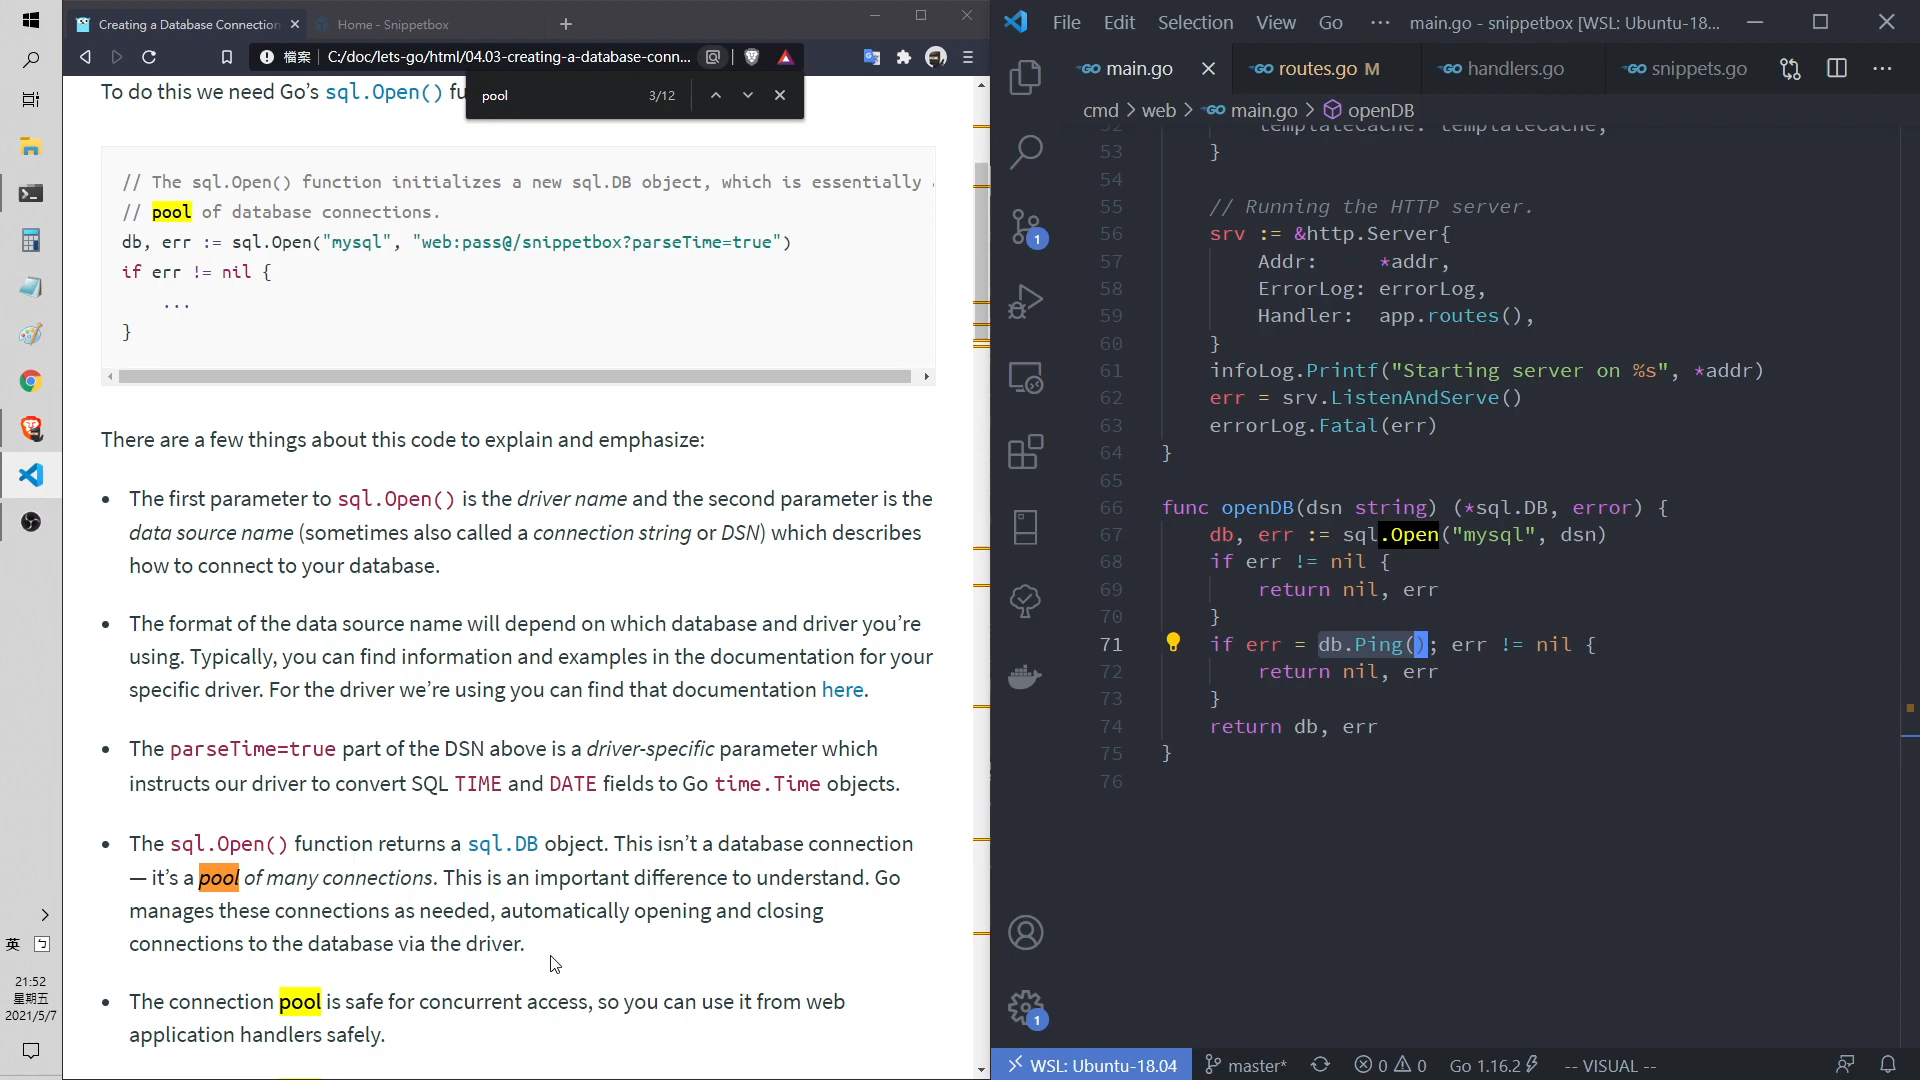 Creating a Database Connection
Home - Snippetbox
檔案
C:/doc/lets-go/html/04.03-creating-a-database-conn...
pool
3/12
To do this we need Go's sql.Open() fu
// The sql.Open() function initializes a new sql.DB object, which is essentially
// pool of database connections.
db, err := sql.Open("mysql", "web:pass@/snippetbox?parseTime=true")
if err != nil {
...
}
There are a few things about this code to explain and emphasize:
• The first parameter to sql.Open() is the driver name and the second parameter is the
data source name (sometimes also called a connection string or DSN) which describes
how to connect to your database.
• The format of the data source name will depend on which database and driver you're
using. Typically, you can find information and examples in the documentation for your
specific driver. For the driver we're using you can find that documentation here.
• The parseTime=true part of the DSN above is a driver-specific parameter which
instructs our driver to convert SQL TIME and DATE fields to Go time.Time objects.
• The sql.Open() function returns a sql.DB object. This isn't a database connection
— it's a pool of many connections. This is an important difference to understand. Go
manages these connections as needed, automatically opening and closing
connections to the database via the driver.
• The connection pool is safe for concurrent access, so you can use it from web
application handlers safely.
英
21:52
星期五
2021/5/7
File Edit Selection View Go ··· main.go - snippetbox [WSL: Ubuntu-18...
main.go
routes.go M
handlers.go
snippets.go
cmd > web > main.go > openDB
52 templateCache: templateCache,
53 }
54
55 // Running the HTTP server.
56 srv := &http.Server{
57 Addr: *addr,
58 ErrorLog: errorLog,
59 Handler: app.routes(),
60 }
61 infoLog.Printf("Starting server on %s", *addr)
62 err = srv.ListenAndServe()
63 errorLog.Fatal(err)
64 }
65
66 func openDB(dsn string) (*sql.DB, error) {
67 db, err := sql.Open("mysql", dsn)
68 if err != nil {
69 return nil, err
70 }
71 if err = db.Ping(); err != nil {
72 return nil, err
73 }
74 return db, err
75 }
76
1
1
WSL: Ubuntu-18.04
master*
0 0
Go 1.16.2
-- VISUAL --